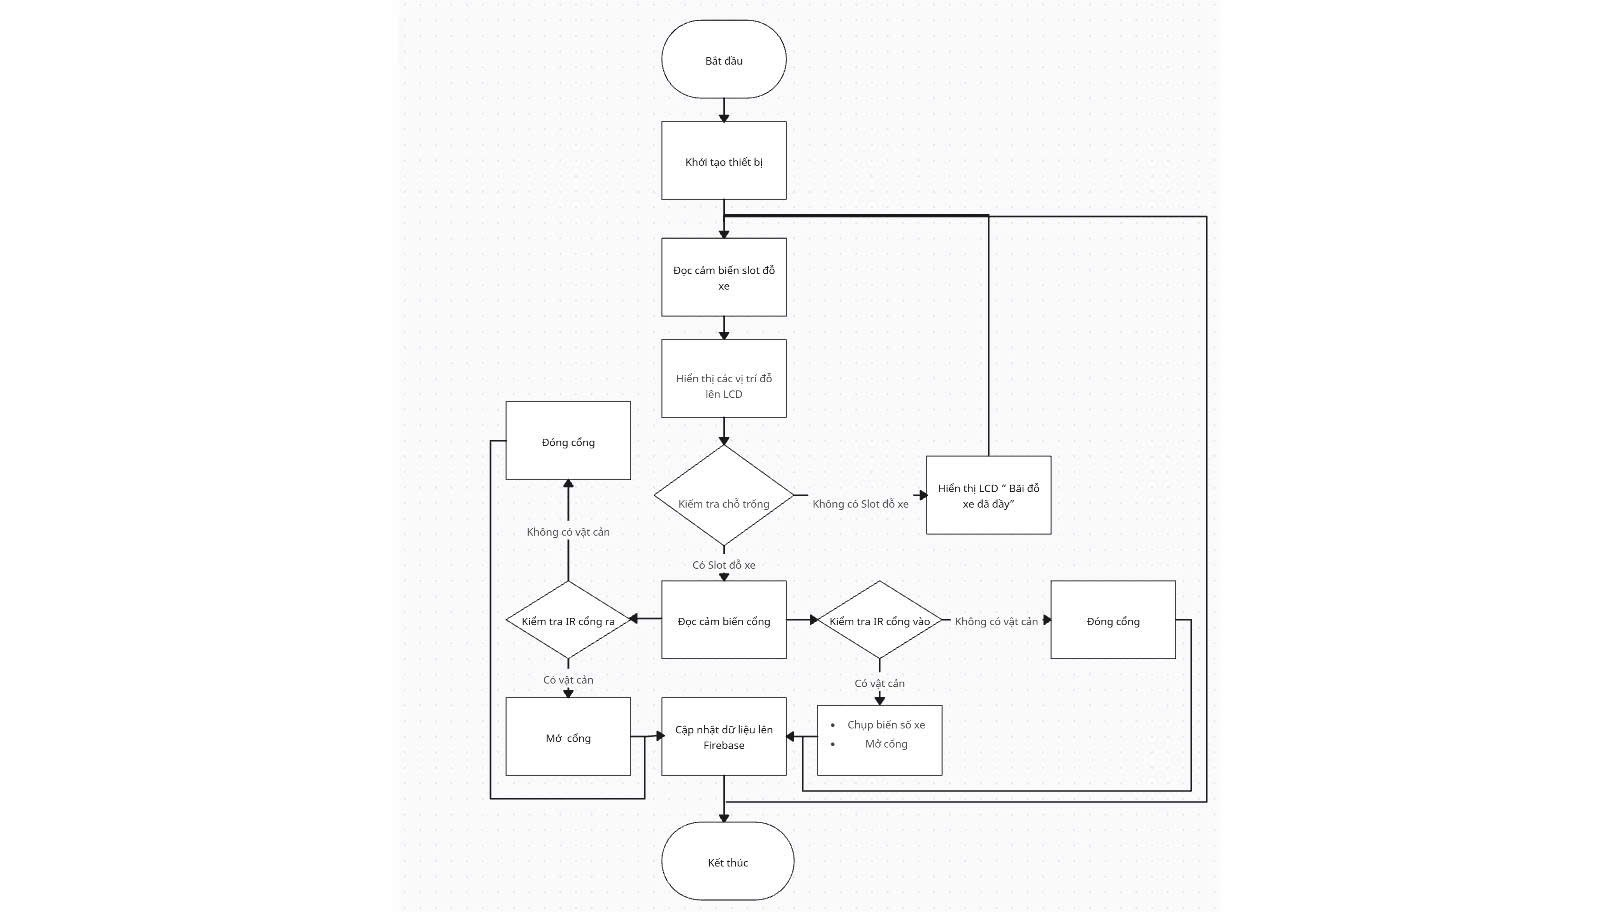 Bắt đầu
Khởi tạo thiết bị
Đọc cảm biến slot đỗ
xe
Hiển thị các vị trí đỗ
lên LCD
Đóng cổng
Kiểm tra chỗ trống
Không có Slot đỗ xe
Hiển thị LCD “ Bãi đỗ
xe đã đầy”
Không có vật cản
Có Slot đỗ xe
Kiểm tra IR cổng ra
Đọc cảm biến cổng
Kiểm tra IR cổng vào
Không có vật cản
Đóng cổng
Có vật cản
Có vật cản
Mở cổng
Cập nhật dữ liệu lên
Firebase
• Chụp biển số xe
• Mở cổng
Kết thúc